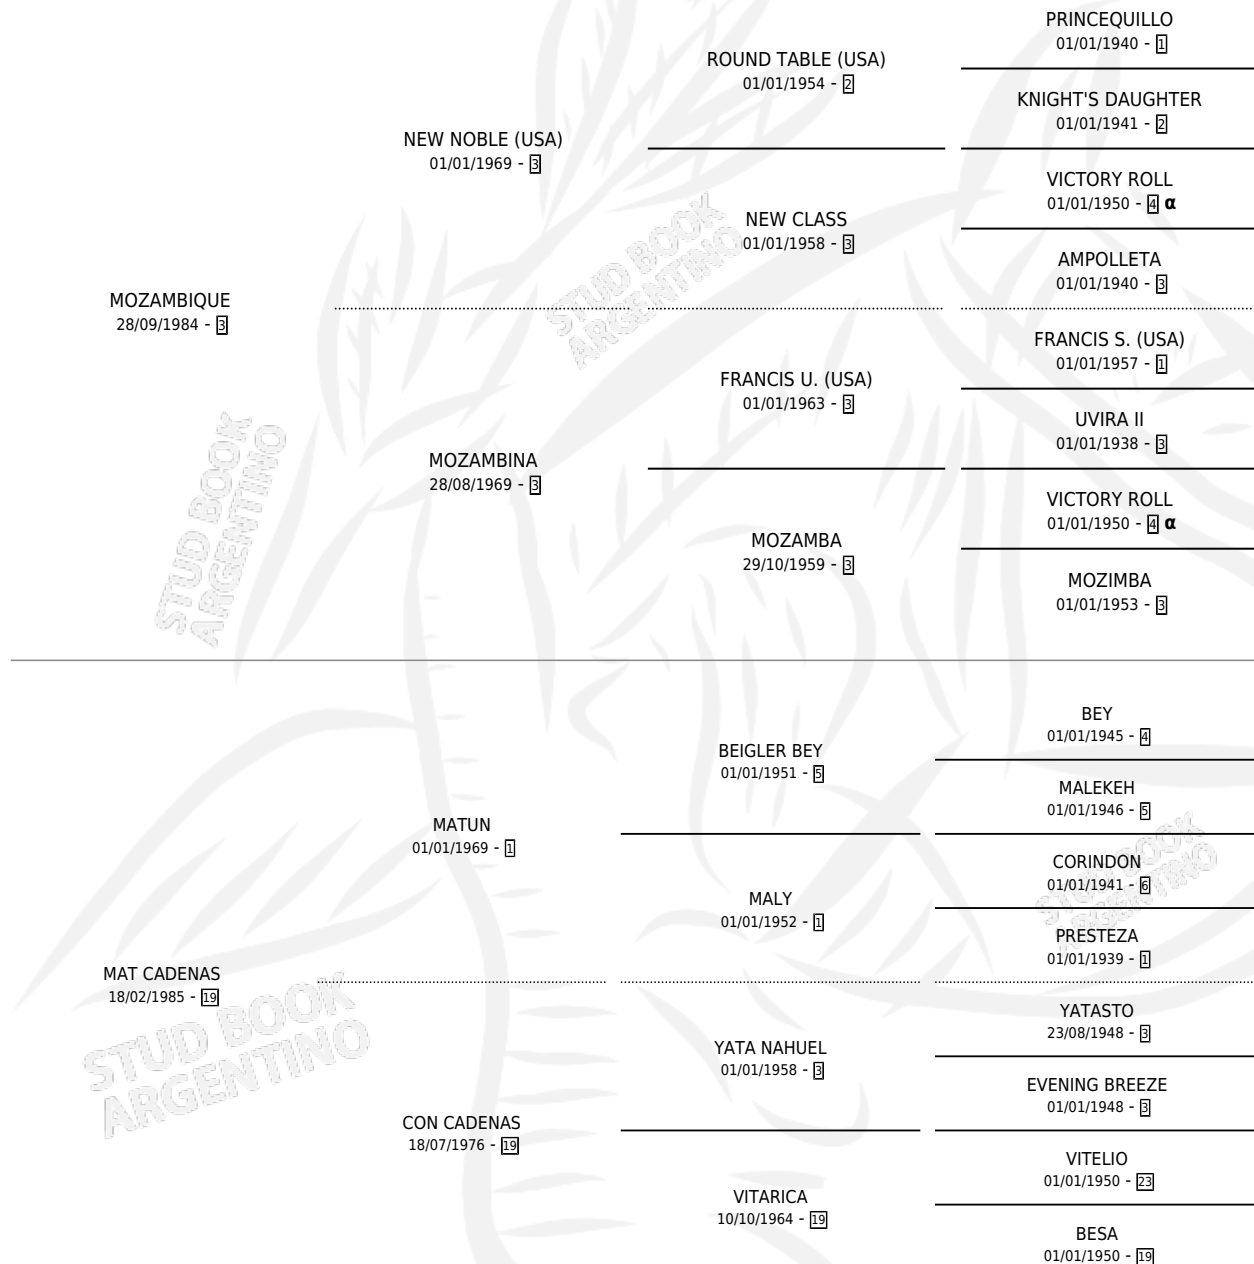 PRINCEQUILLO
01/01/1940 - 1
ROUND TABLE (USA)
01/01/1954 - 2
KNIGHT'S DAUGHTER
01/01/1941 - 2
NEW NOBLE (USA)
01/01/1969 - 3
VICTORY ROLL
01/01/1950 - 4 α
NEW CLASS
01/01/1958 - 3
AMPOLLETA
01/01/1940 - 3
MOZAMBIQUE
28/09/1984 - 3
FRANCIS S. (USA)
01/01/1957 - 1
FRANCIS U. (USA)
01/01/1963 - 3
UVIRA II
01/01/1938 - 3
MOZAMBINA
28/08/1969 - 3
VICTORY ROLL
01/01/1950 - 4 α
MOZAMBA
29/10/1959 - 3
MOZIMBA
01/01/1953 - 3
BEY
01/01/1945 - 4
BEIGLER BEY
01/01/1951 - 5
MALEKEH
01/01/1946 - 5
MATUN
01/01/1969 - 1
CORINDON
01/01/1941 - 6
MALY
01/01/1952 - 1
PRESTEZA
01/01/1939 - 1
MAT CADENAS
18/02/1985 - 19
YATASTO
23/08/1948 - 3
YATA NAHUEL
01/01/1958 - 3
EVENING BREEZE
01/01/1948 - 3
CON CADENAS
18/07/1976 - 19
VITELIO
01/01/1950 - 23
VITARICA
10/10/1964 - 19
BESA
01/01/1950 - 19
STUD BOOK
ARGENTINO
STUD BOOK
ARGENTINO
STUD BOOK
ARGENTINO
STUD BOOK
ARGENTINO